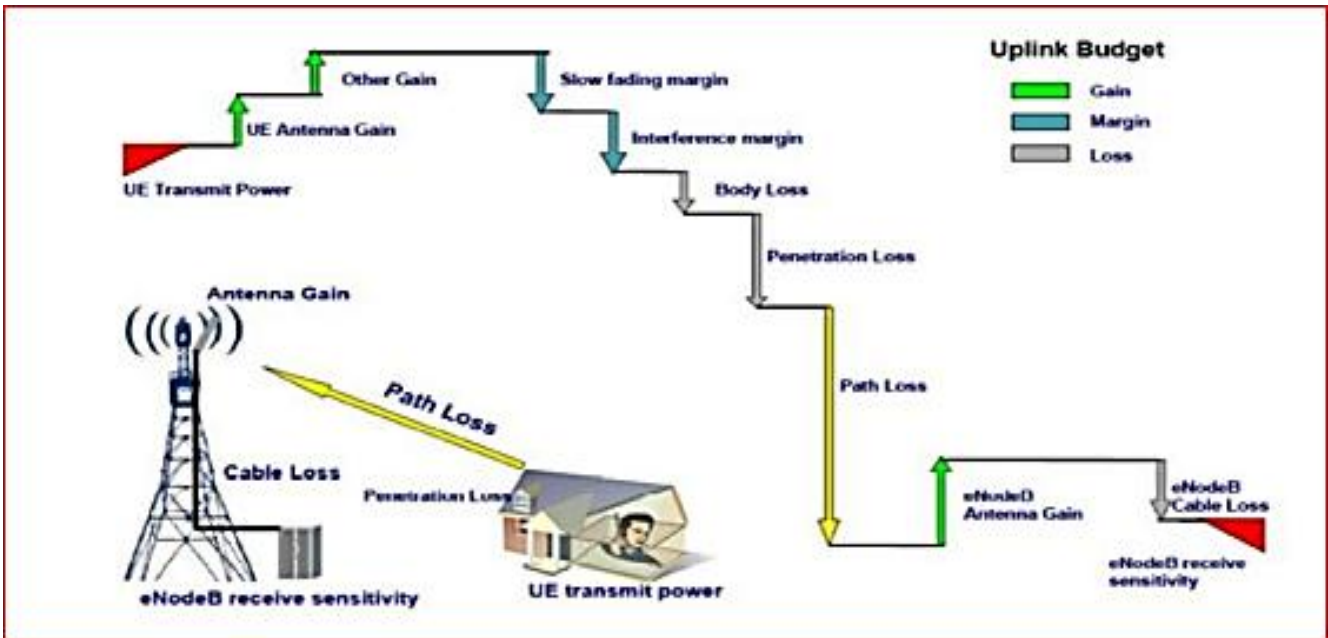 Uplink Budget
Gain
Margin
Loss
Other Gain
UE Antenna Gain
UE Transmit Power
Slow fading margin
Interference margin
Body Loss
Penetration Loss
Path Loss
eNodeB
Antenna Gain
eNodeB
Cable Loss
eNodeB receive
sensitivity
Antenna Gain
Path Loss
Cable Loss
Penetration Loss
eNodeB receive sensitivity
UE transmit power